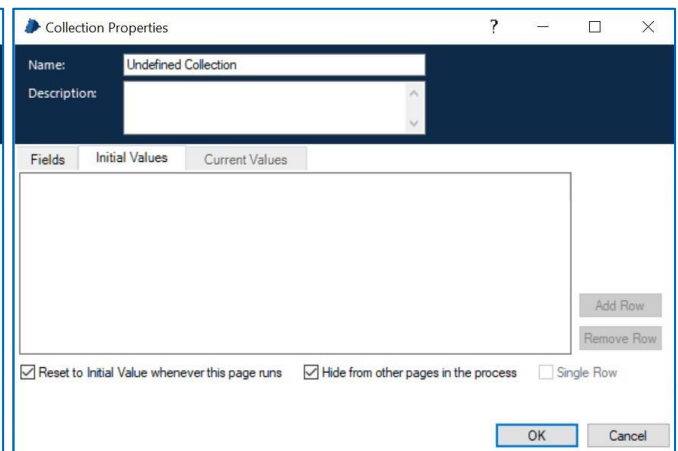 Collection Properties ?
Name: Undefined Collection
Description:
Fields Initial Values Current Values
Add Row
Remove Row
Reset to Initial Value whenever this page runs Hide from other pages in the process Single Row
OK Cancel